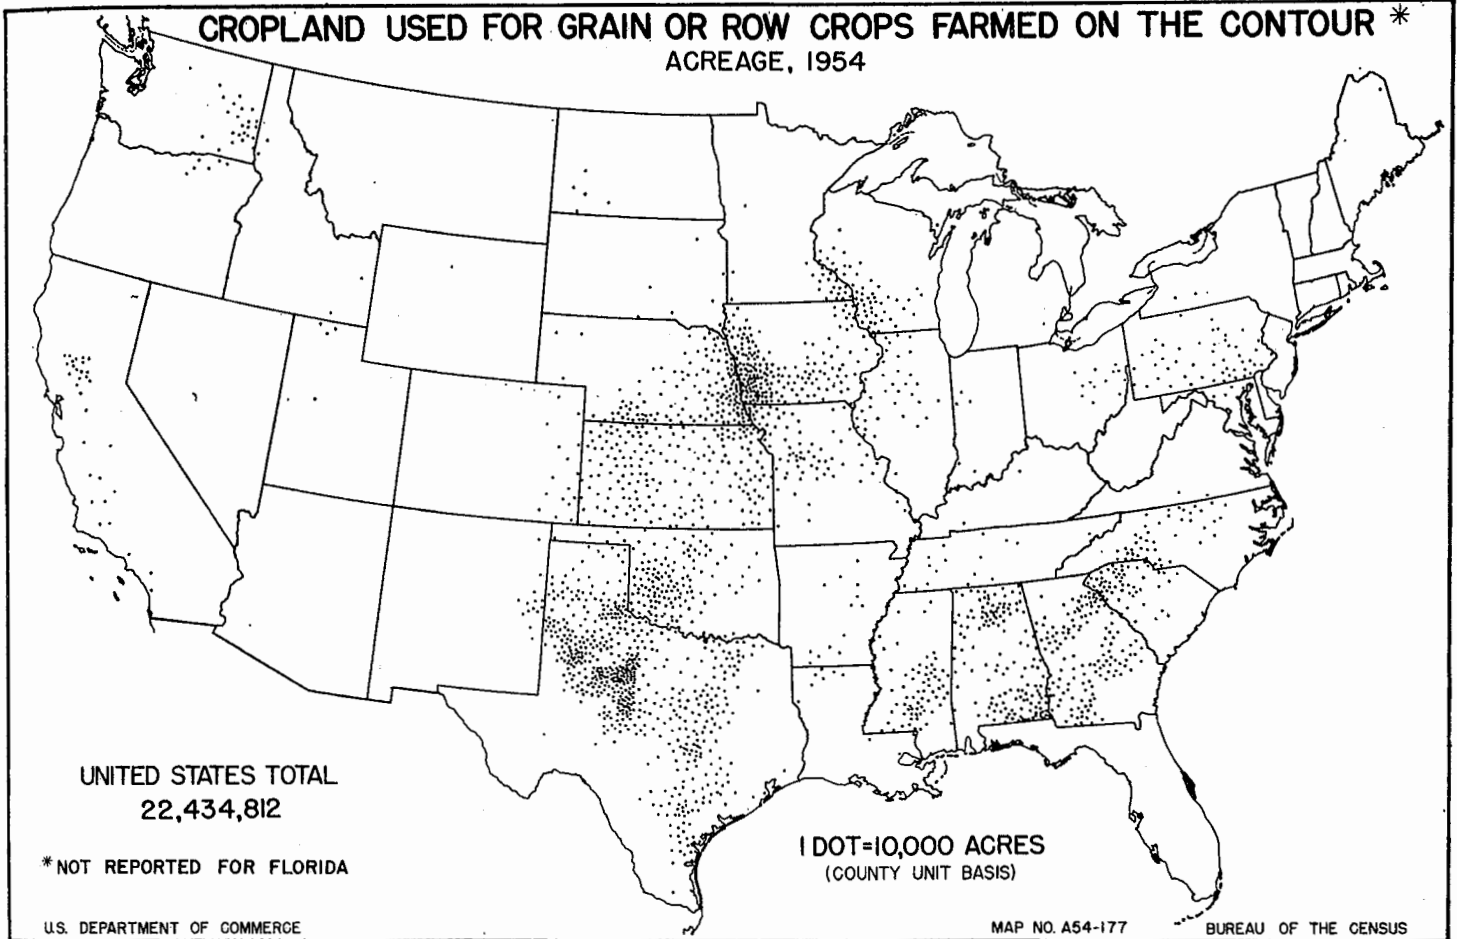 CROPLAND USED FOR GRAIN OR ROW CROPS FARMED ON THE CONTOUR *
ACREAGE, 1954
UNITED STATES TOTAL
22,434,812
*NOT REPORTED FOR FLORIDA
1 DOT=10,000 ACRES
(COUNTY UNIT BASIS)
U.S. DEPARTMENT OF COMMERCE
MAP NO. A54-177
BUREAU OF THE CENSUS